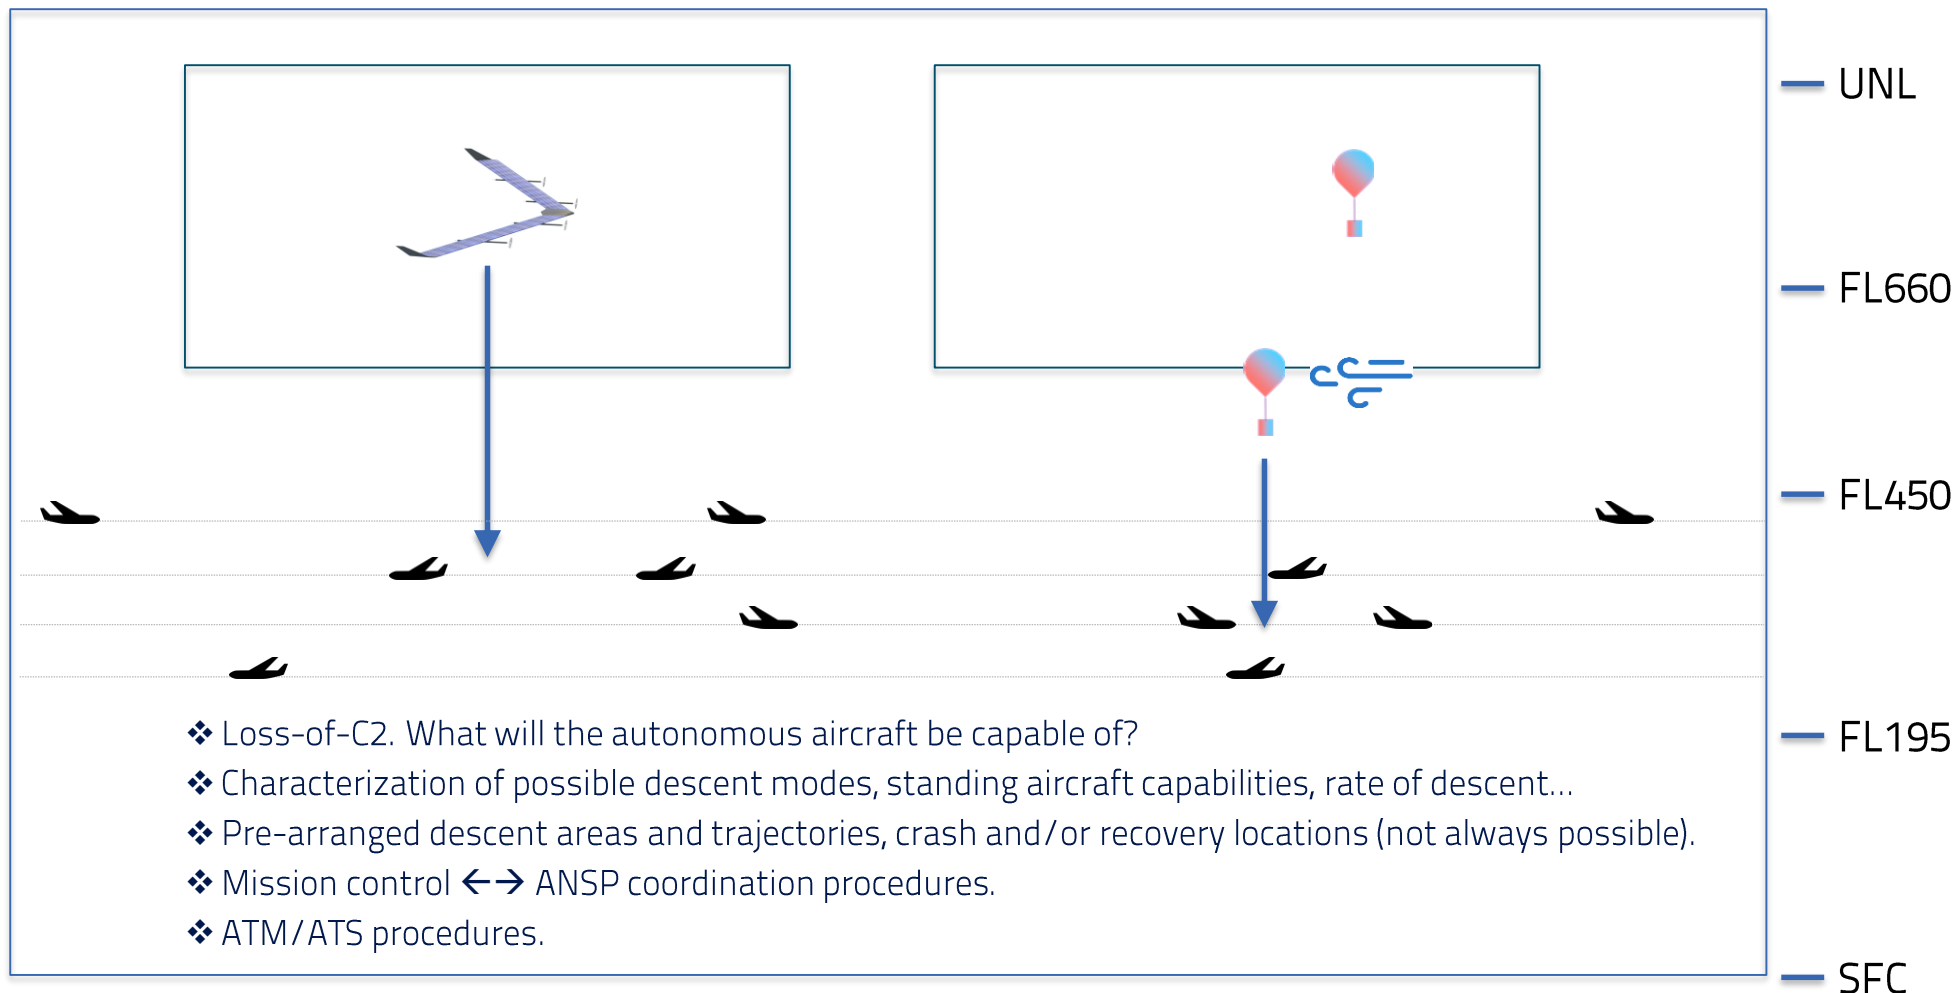 UNL
FL660
FL450
FL195
SFC
❖ Loss-of-C2. What will the autonomous aircraft be capable of?
❖ Characterization of possible descent modes, standing aircraft capabilities, rate of descent…
❖ Pre-arranged descent areas and trajectories, crash and/or recovery locations (not always possible).
❖ Mission control ←→ ANSP coordination procedures.
❖ ATM/ATS procedures.